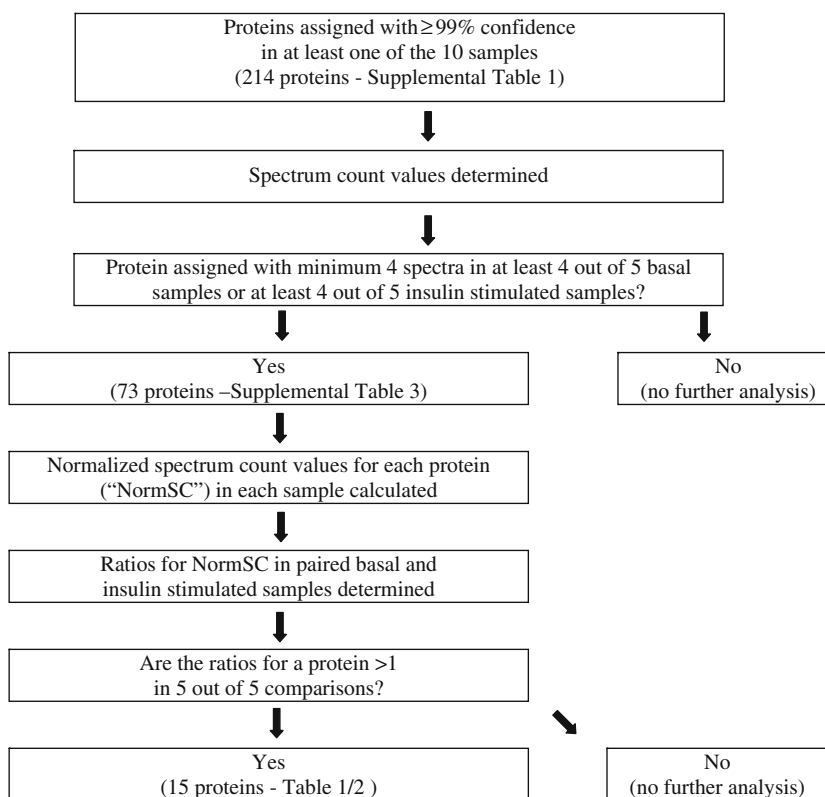 Proteins assigned with≥99% confidence
in at least one of the 10 samples
(214 proteins - Supplemental Table 1)
Spectrum count values determined
Protein assigned with minimum 4 spectra in at least 4 out of 5 basal
samples or at least 4 out of 5 insulin stimulated samples?
Yes
(73 proteins –Supplemental Table 3)
No
(no further analysis)
Normalized spectrum count values for each protein
(“NormSC”) in each sample calculated
Ratios for NormSC in paired basal and
insulin stimulated samples determined
Are the ratios for a protein >1
in 5 out of 5 comparisons?
Yes
(15 proteins - Table 1/2 )
No
(no further analysis)